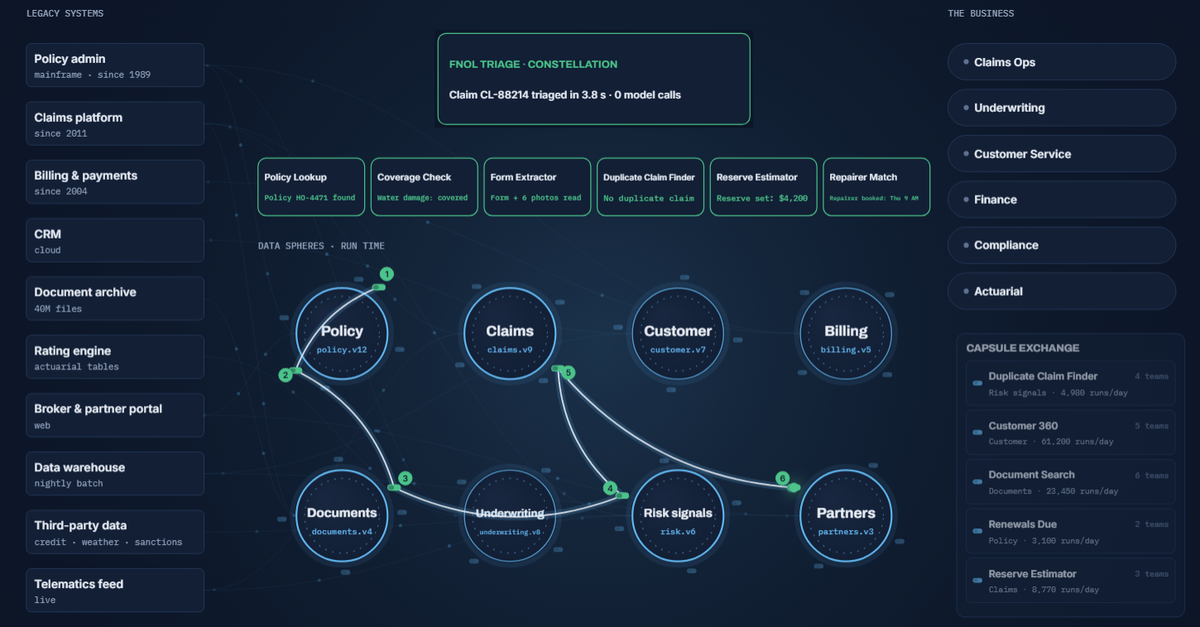 LEGACY SYSTEMS
Policy admin
mainframe · since 1989
Claims platform
since 2011
Billing & payments
since 2004
CRM
cloud
Document archive
40M files
Rating engine
actuarial tables
Broker & partner portal
web
Data warehouse
nightly batch
Third-party data
credit · weather · sanctions
Telematics feed
live
FNOL TRIAGE · CONSTELLATION
Claim CL-88214 triaged in 3.8 s · 0 model calls
Policy Lookup
Policy HO-4471 found
Coverage Check
Water damage: covered
Form Extractor
Form + 6 photos read
Duplicate Claim Finder
No duplicate claim
Reserve Estimator
Reserve set: $4,200
Repairer Match
Repairer booked: Thu 9 AM
DATA SPHERES · RUN TIME
1
Policy
policy.v12
2
Claims
claims.v9
5
Customer
customer.v7
Billing
billing.v5
3
Documents
documents.v4
Underwriting
underwriting.v8
4
Risk signals
risk.v6
6
Partners
partners.v3
THE BUSINESS
Claims Ops
Underwriting
Customer Service
Finance
Compliance
Actuarial
CAPSULE EXCHANGE
Duplicate Claim Finder 4 teams
Risk signals · 4,980 runs/day
Customer 360 5 teams
Customer · 61,200 runs/day
Document Search 6 teams
Documents · 23,450 runs/day
Renewals Due 2 teams
Policy · 3,100 runs/day
Reserve Estimator 3 teams
Claims · 8,770 runs/day